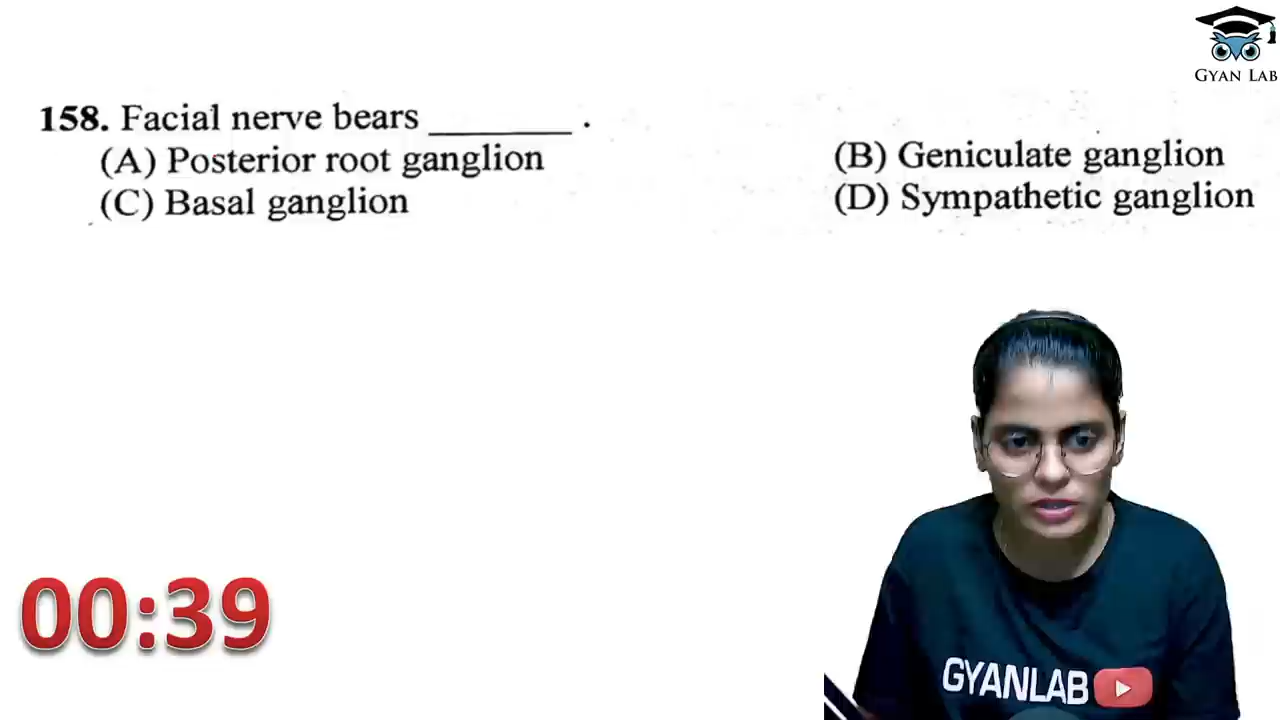 GYAN LAB
158. Facial nerve bears ________ .
(A) Posterior root ganglion (B) Geniculate ganglion
(C) Basal ganglion (D) Sympathetic ganglion
00:39
GYANLAB